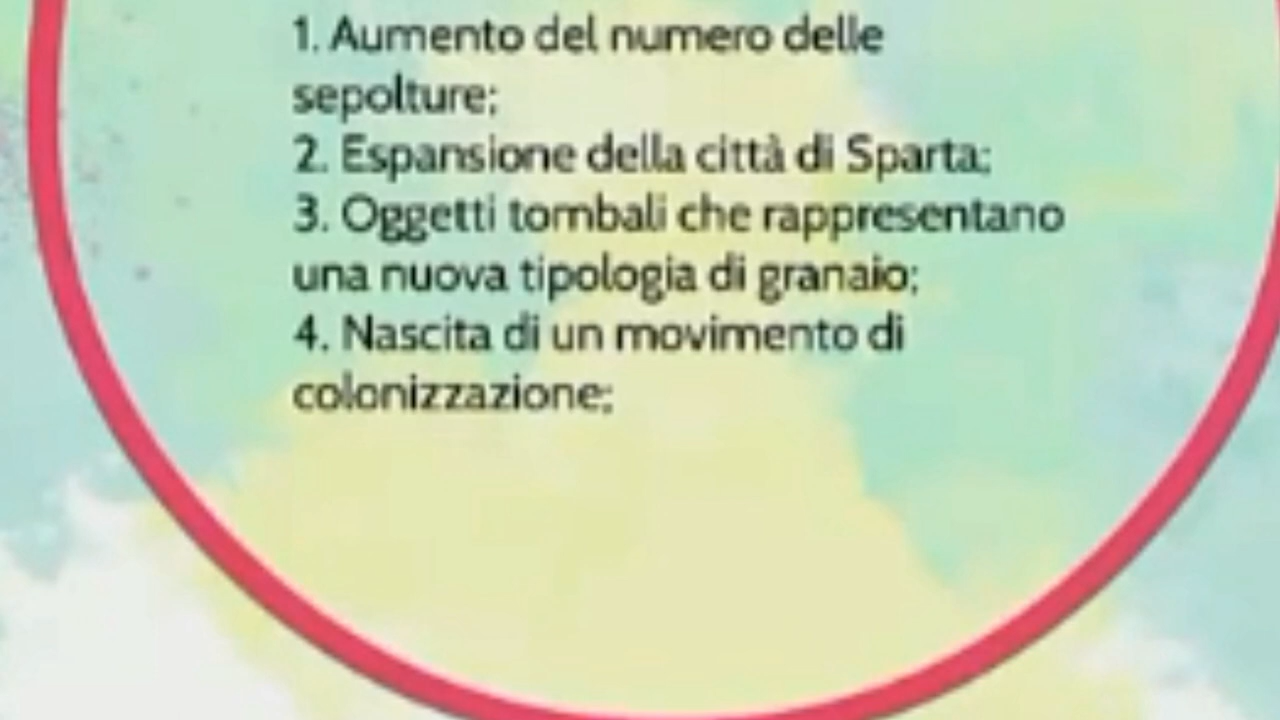 1. Aumento del numero delle
sepolture;
2. Espansione della città di Sparta;
3. Oggetti tombali che rappresentano
una nuova tipologia di granaio;
4. Nascita di un movimento di
colonizzazione;